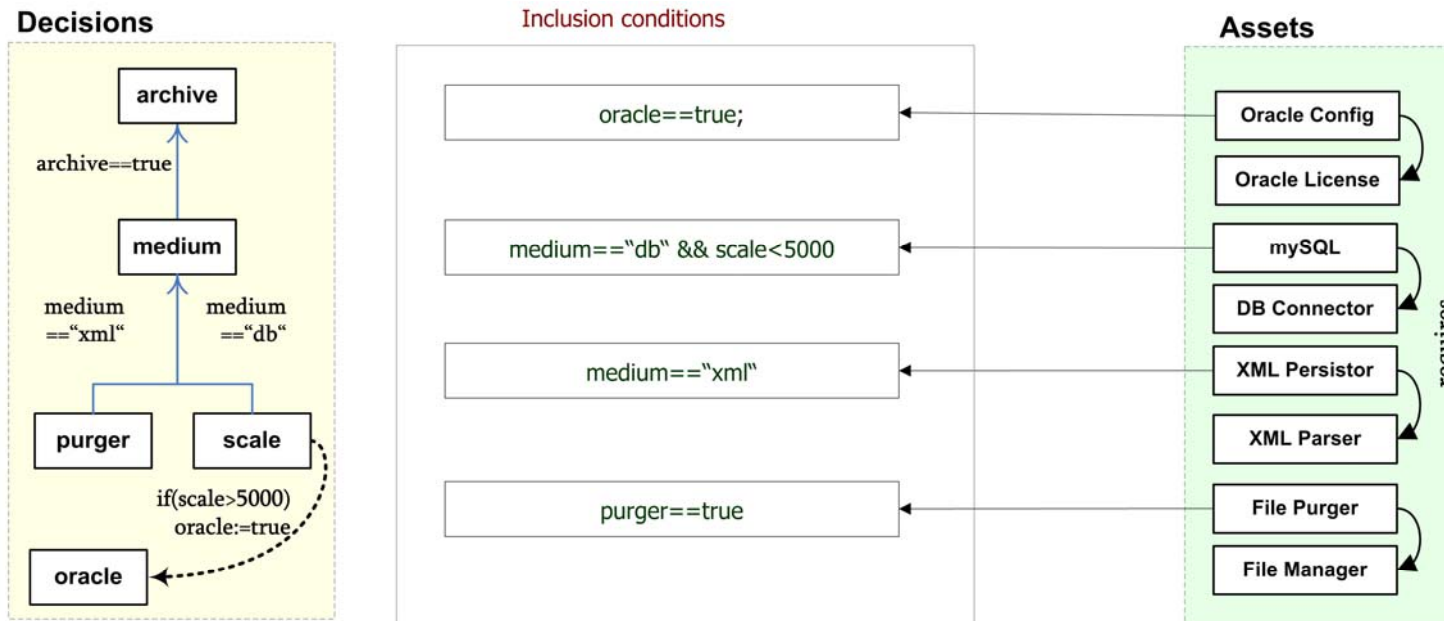 Decisions
Inclusion conditions
Assets
archive
archive==true
medium
medium
==“xml“
medium
==“db“
purger
scale
if(scale>5000)
oracle:=true
oracle
oracle==true;
medium==“db“ && scale<5000
medium==“xml“
purger==true
Oracle Config
Oracle License
mySQL
DB Connector
XML Persistor
XML Parser
File Purger
File Manager
requires